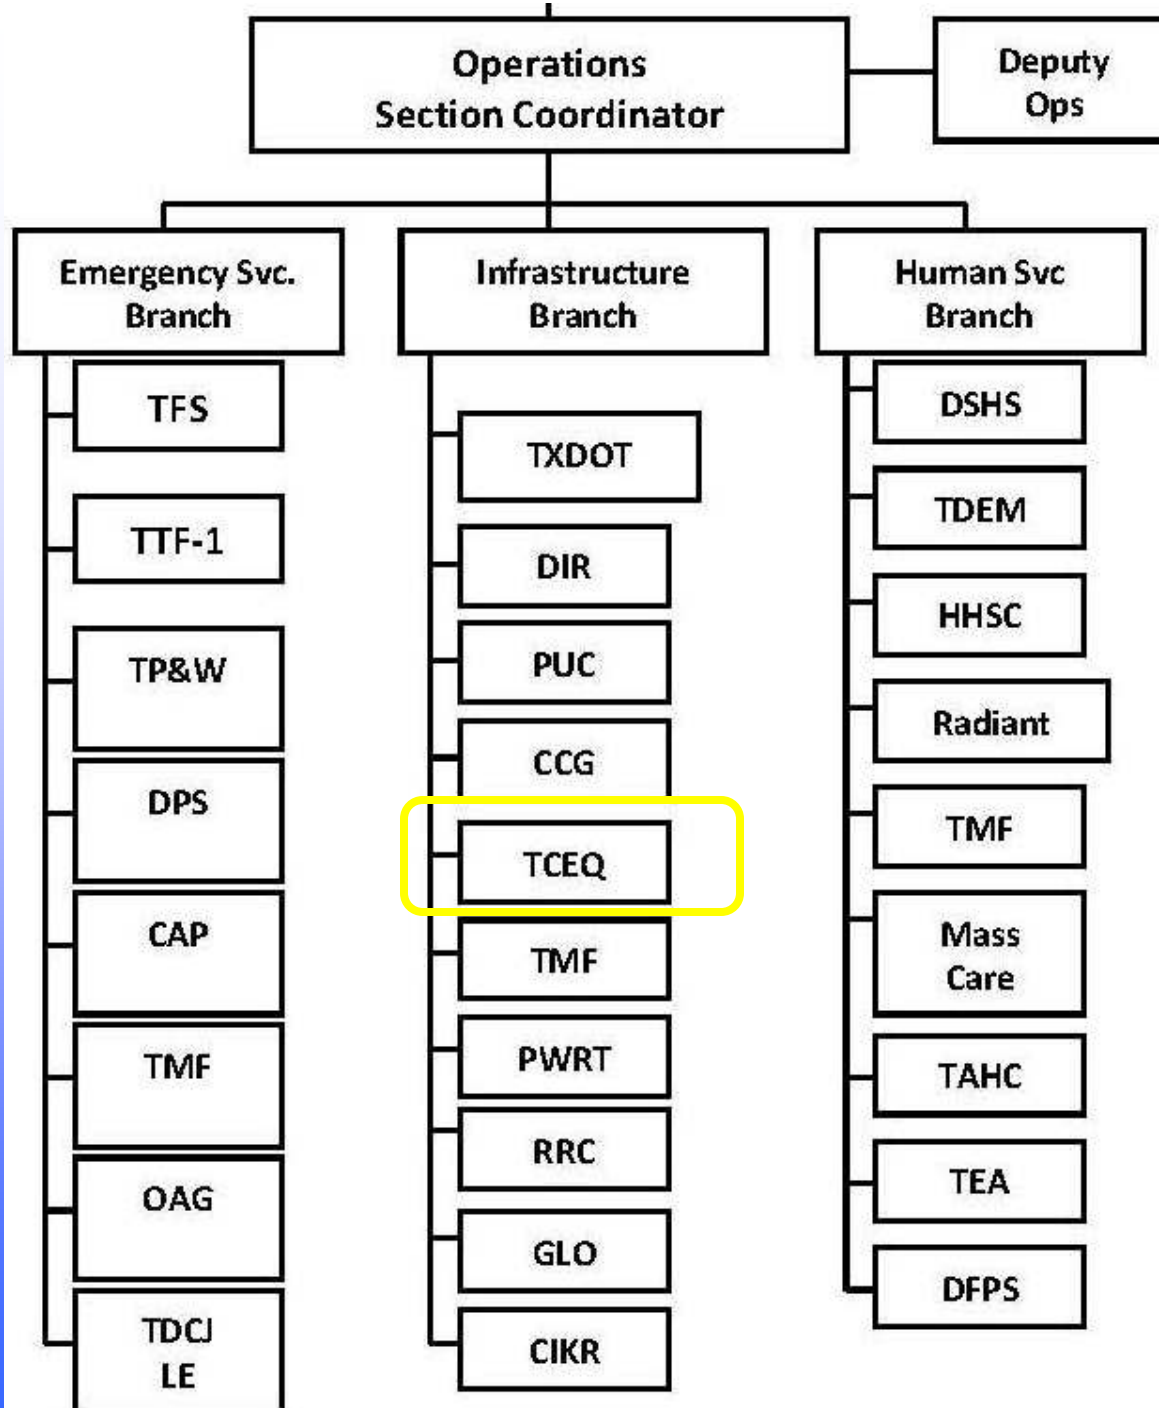 Operations
Section Coordinator
Deputy
Ops
Emergency Svc.
Branch
TFS
TTF-1
TP&W
DPS
CAP
TMF
OAG
TDCJ
LE
Infrastructure
Branch
TXDOT
DIR
PUC
CCG
TCEQ
TMF
PWRT
RRC
GLO
CIKR
Human Svc
Branch
DSHS
TDEM
HHSC
Radiant
TMF
Mass
Care
TAHC
TEA
DFPS